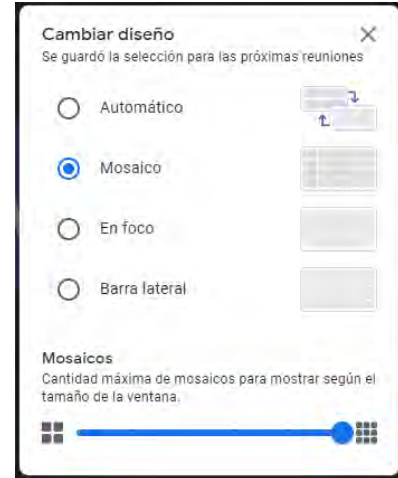 Cambiar diseño
Se guardó la selección para las próximas reuniones
Automático
Mosaico
En foco
Barra lateral
Mosaicos
Cantidad máxima de mosaicos para mostrar según el
tamaño de la ventana.